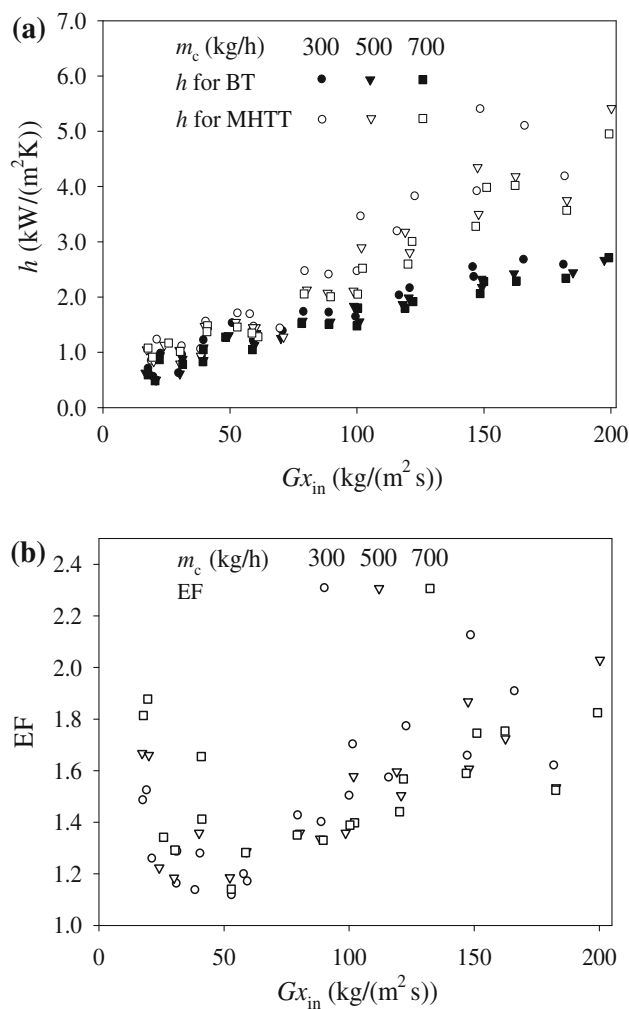 (a)
m_c (kg/h) 300 500 700
h for BT
h for MHTT
7.0
6.0
5.0
4.0
3.0
2.0
1.0
0.0
h (kW/(m²K)
0 50 100 150 200
Gx_in (kg/(m² s))
(b)
m_c (kg/h) 300 500 700
EF
2.4
2.2
2.0
1.8
1.6
1.4
1.2
1.0
EF
0 50 100 150 200
Gx_in (kg/(m² s))